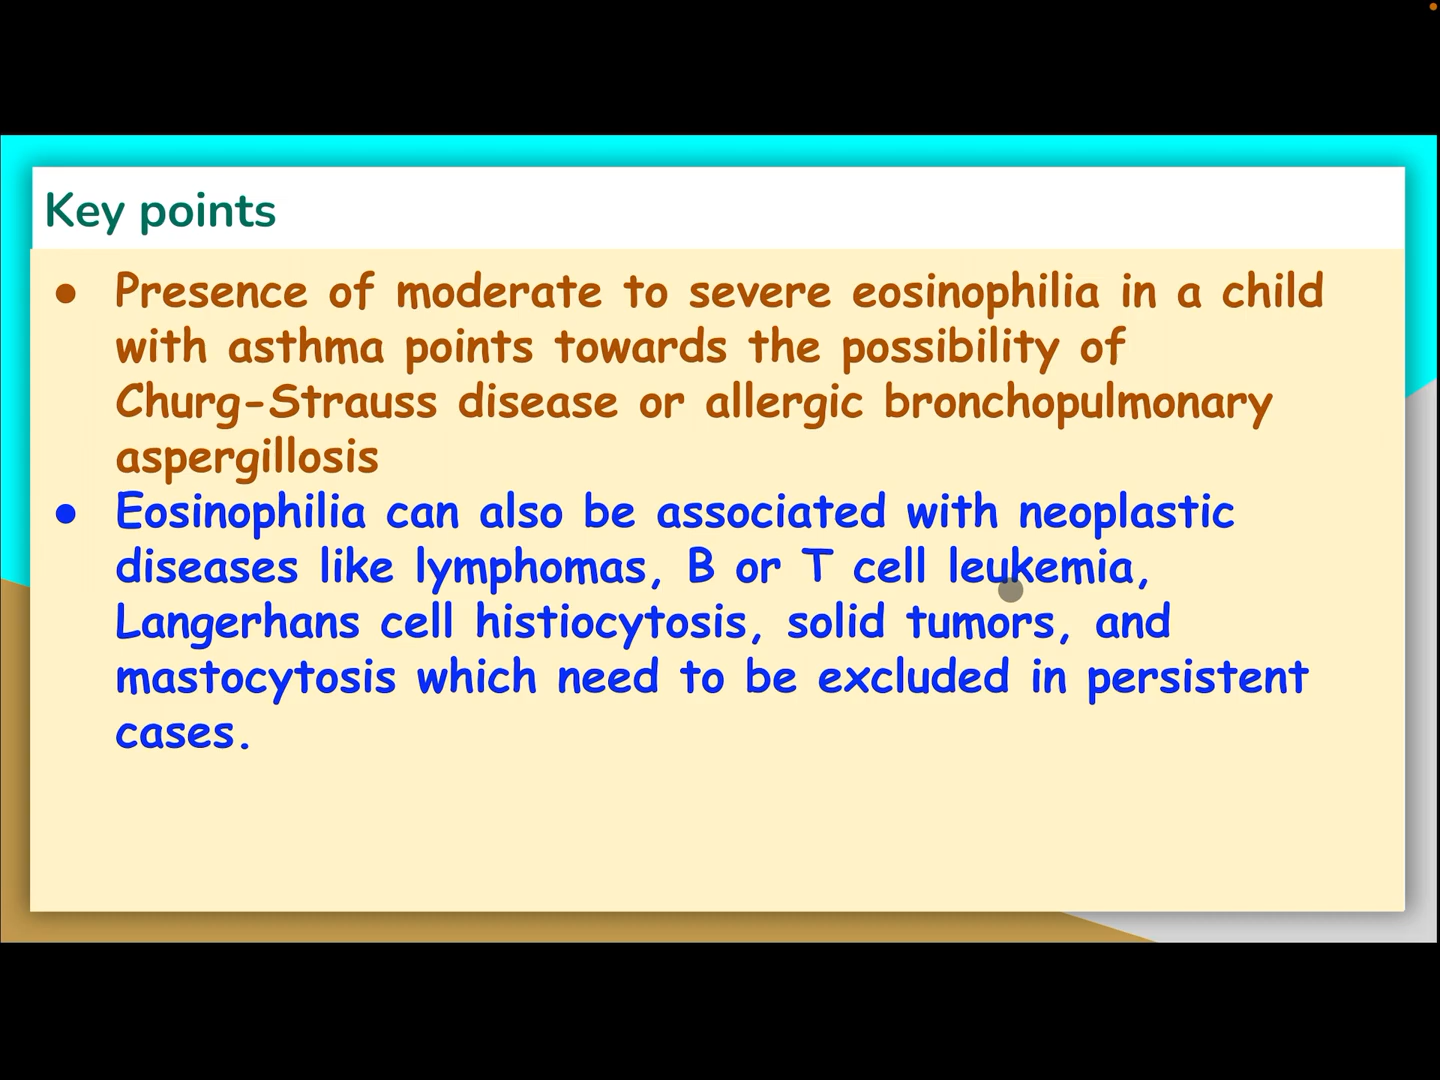 Key points
● Presence of moderate to severe eosinophilia in a child
with asthma points towards the possibility of
Churg-Strauss disease or allergic bronchopulmonary
aspergillosis
● Eosinophilia can also be associated with neoplastic
diseases like lymphomas, B or T cell leukemia,
Langerhans cell histiocytosis, solid tumors, and
mastocytosis which need to be excluded in persistent
cases.